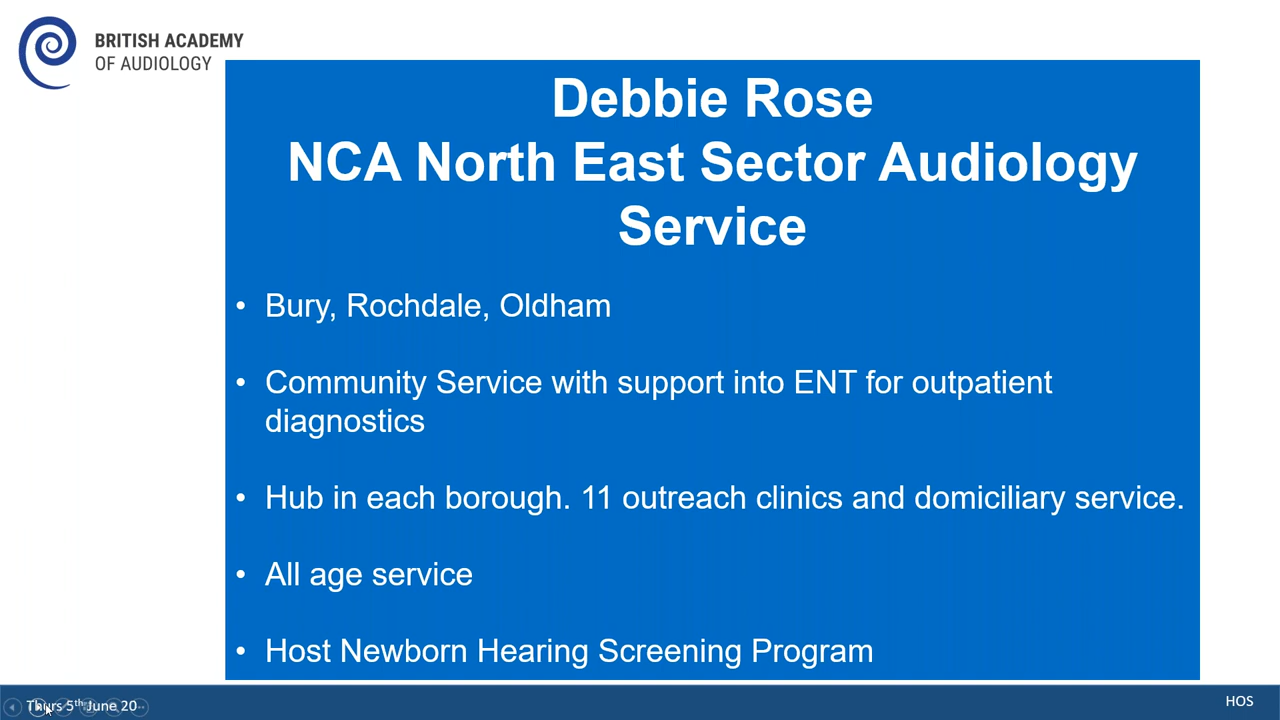 BRITISH ACADEMY
OF AUDIOLOGY
Debbie Rose
NCA North East Sector Audiology
Service
• Bury, Rochdale, Oldham
• Community Service with support into ENT for outpatient
diagnostics
• Hub in each borough. 11 outreach clinics and domiciliary service.
• All age service
• Host Newborn Hearing Screening Program
Thurs 5th June 20
HOS